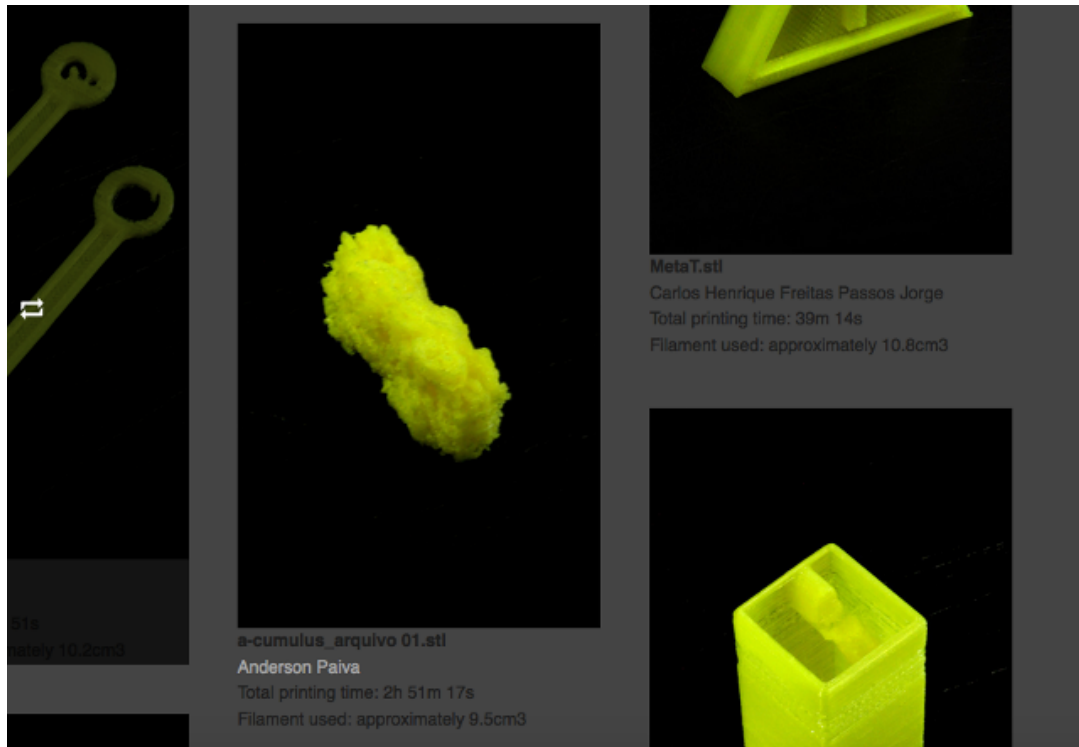 51s
10.2cm3
a-cumulus_arquivo 01.stl
Anderson Paiva
Total printing time: 2h 51m 17s
Filament used: approximately 9.5cm3
MetaT.stl
Carlos Henrique Freitas Passos Jorge
Total printing time: 39m 14s
Filament used: approximately 10.8cm3